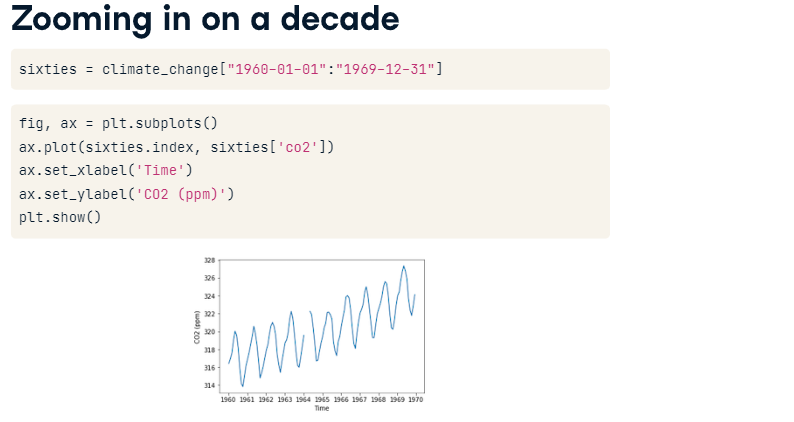 Zooming in on a decade
sixties = climate_change["1960-01-01":"1969-12-31"]
fig, ax = plt.subplots()
ax.plot(sixties.index, sixties['co2'])
ax.set_xlabel('Time')
ax.set_ylabel('CO2 (ppm)')
plt.show()
328
326
324
322
320
318
316
314
CO2 (ppm)
1960 1961 1962 1963 1964 1965 1966 1967 1968 1969 1970
Time